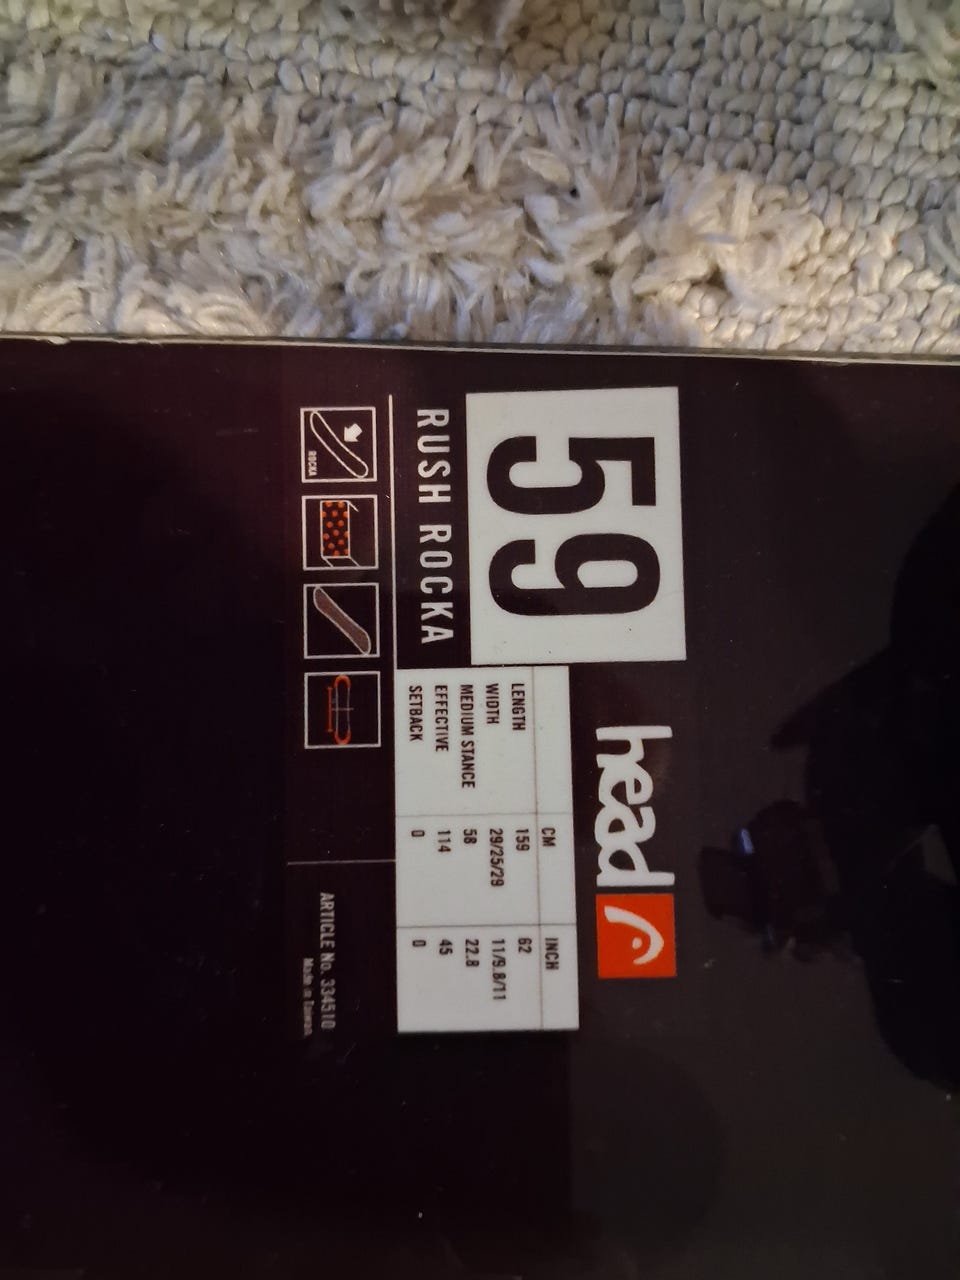 59
head
RUSH ROCKA
CM INCH
LENGTH 159 62
WIDTH 29/25/29 11/9.8/11
MEDIUM STANCE 58 22.8
EFFECTIVE 114 45
SETBACK 0 0
ROCKA
ARTICLE No. 334510
Made in Taiwan